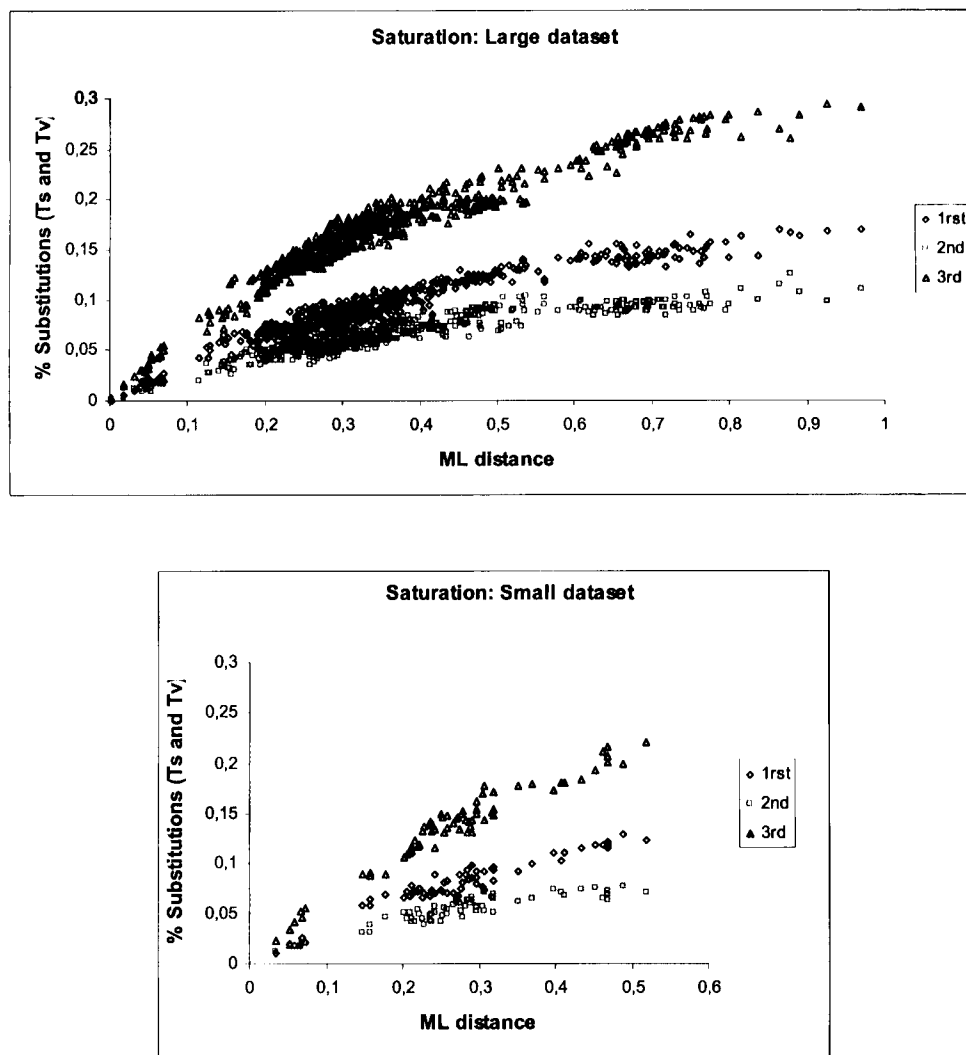 Saturation: Large dataset
% Substitutions (Ts and Tv)
0,3
0,25
0,2
0,15
0,1
0,05
0
0 0,1 0,2 0,3 0,4 0,5 0,6 0,7 0,8 0,9 1
ML distance
1rst
2nd
3rd
Saturation: Small dataset
% Substitutions (Ts and Tv)
0,3
0,25
0,2
0,15
0,1
0,05
0
0 0,1 0,2 0,3 0,4 0,5 0,6
ML distance
1rst
2nd
3rd